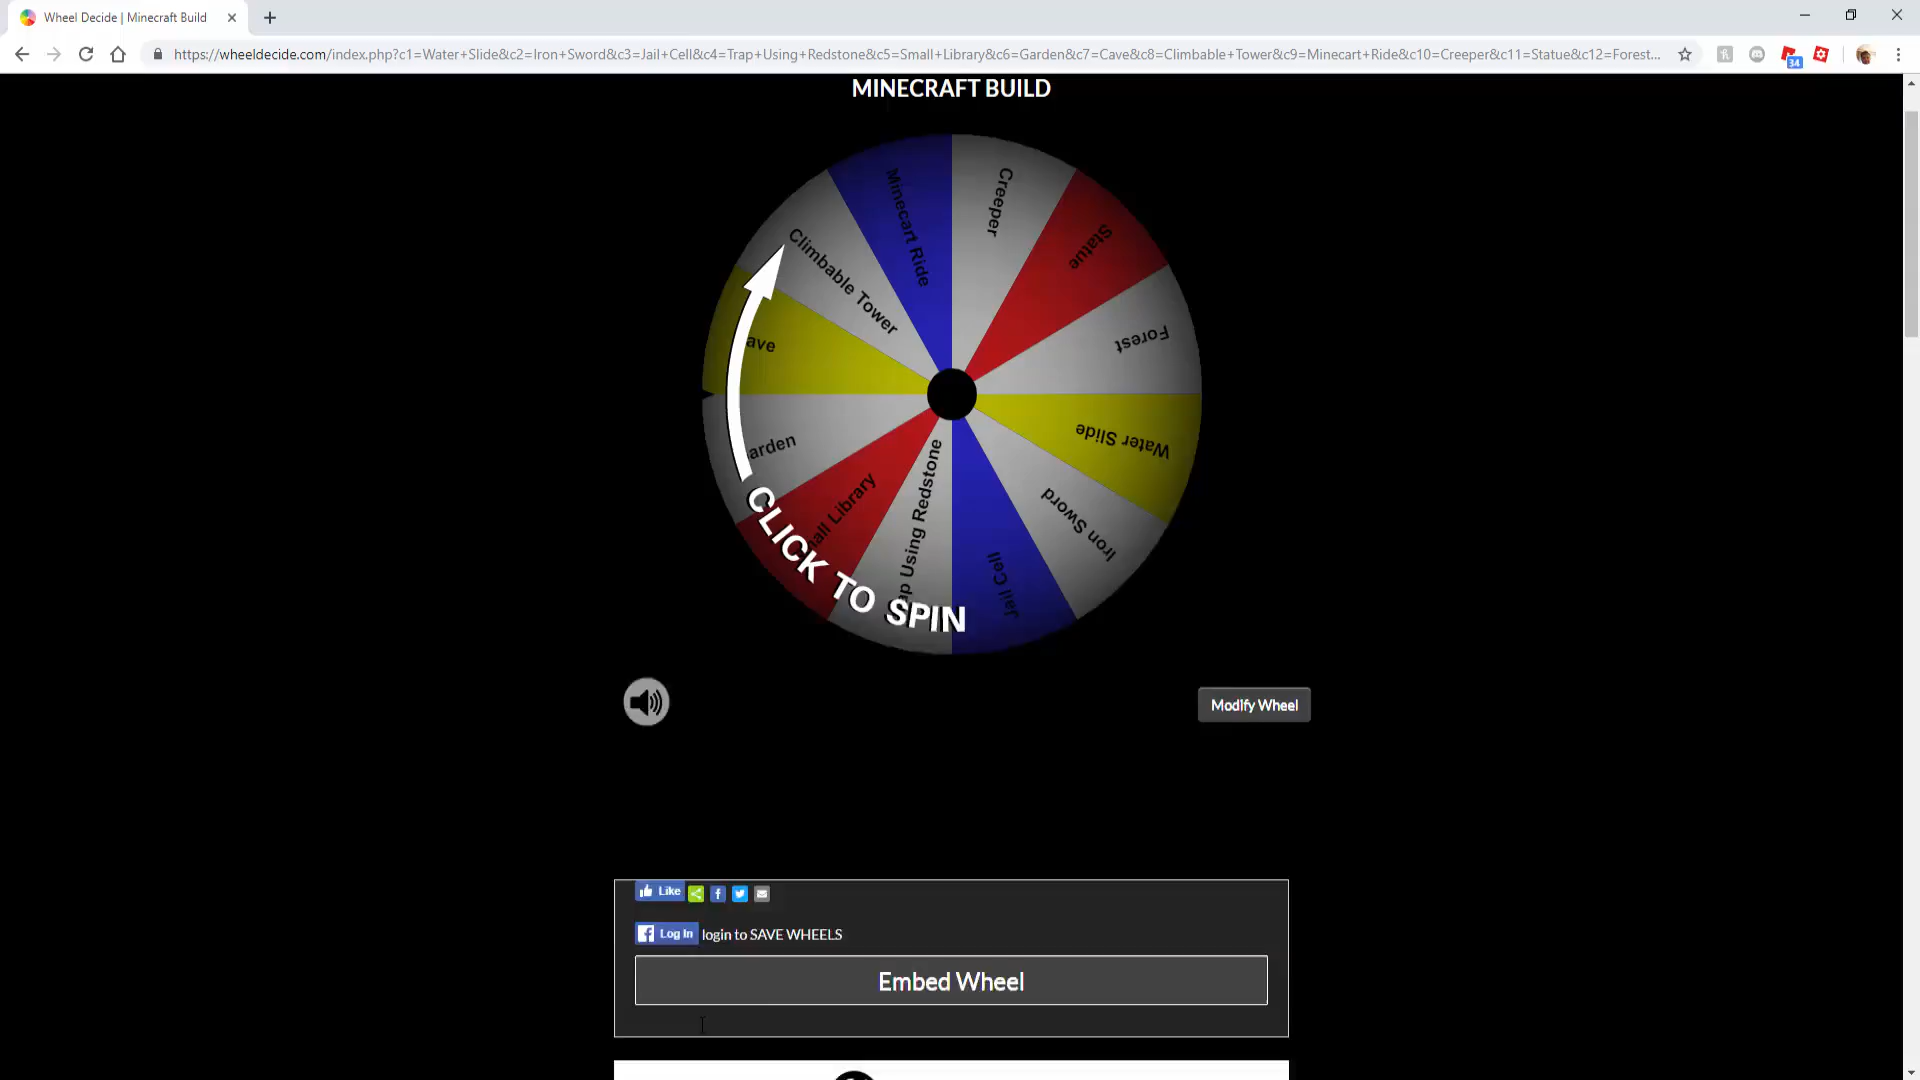 Wheel Decide | Minecraft Build
https://wheeldecide.com/index.php?c1=Water+Slide&c2=Iron+Sword&c3=Jail+Cell&c4=Trap+Using+Redstone&c5=Small+Library&c6=Garden&c7=Cave&c8=Climbable+Tower&c9=Minecart+Ride&c10=Creeper&c11=Statue&c12=Forest...
34
MINECRAFT BUILD
Minecart Ride
Creeper
Statue
Climbable Tower
Forest
ave
Water Slide
arden
Iron Sword
all Library
ap Using Redstone
Jail Cell
CLICK TO SPIN
Modify Wheel
Like
Log In login to SAVE WHEELS
Embed Wheel